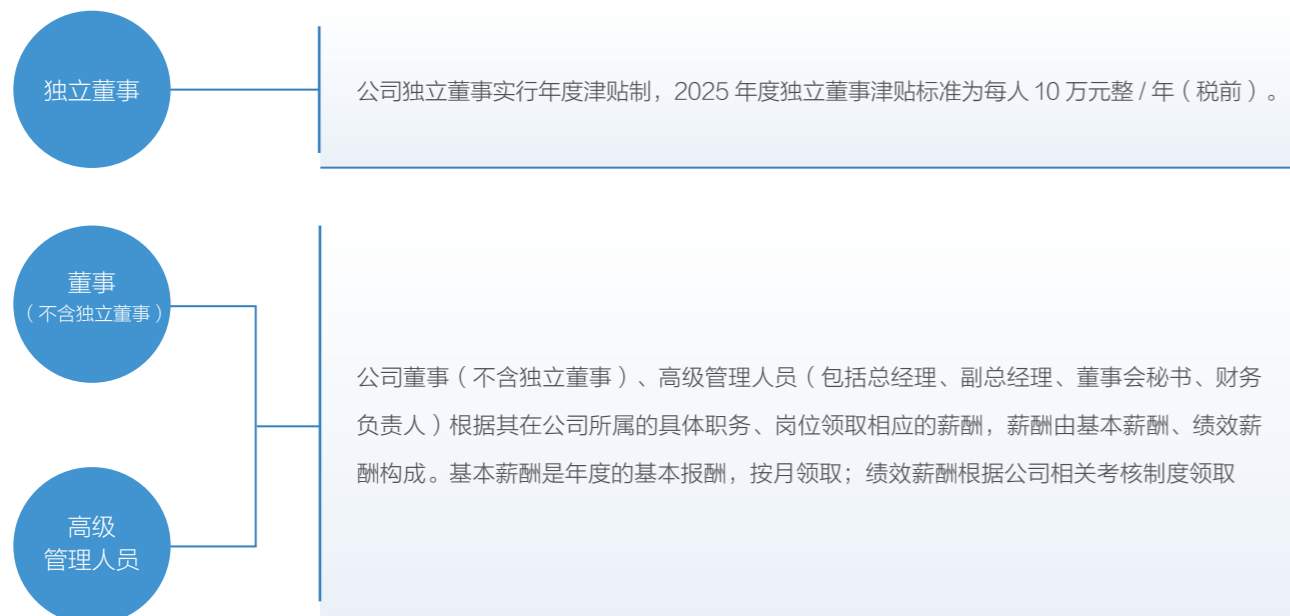 独立董事
公司独立董事实行年度津贴制，2025 年度独立董事津贴标准为每人 10 万元整 / 年（税前）。
董事
（不含独立董事）
公司董事（不含独立董事）、高级管理人员（包括总经理、副总经理、董事会秘书、财务
负责人）根据其在公司所属的具体职务、岗位领取相应的薪酬，薪酬由基本薪酬、绩效薪
酬构成。基本薪酬是年度的基本报酬，按月领取；绩效薪酬根据公司相关考核制度领取
高级
管理人员